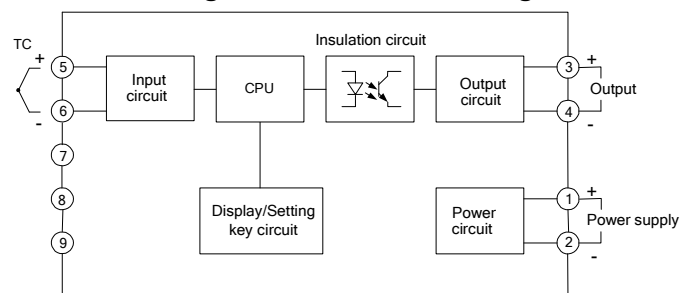 TC
+
-
5
6
7
8
9
Input
circuit
CPU
Insulation circuit
Output
circuit
3
4
+
-
Output
Display/Setting
key circuit
Power
circuit
1
2
+
-
Power supply